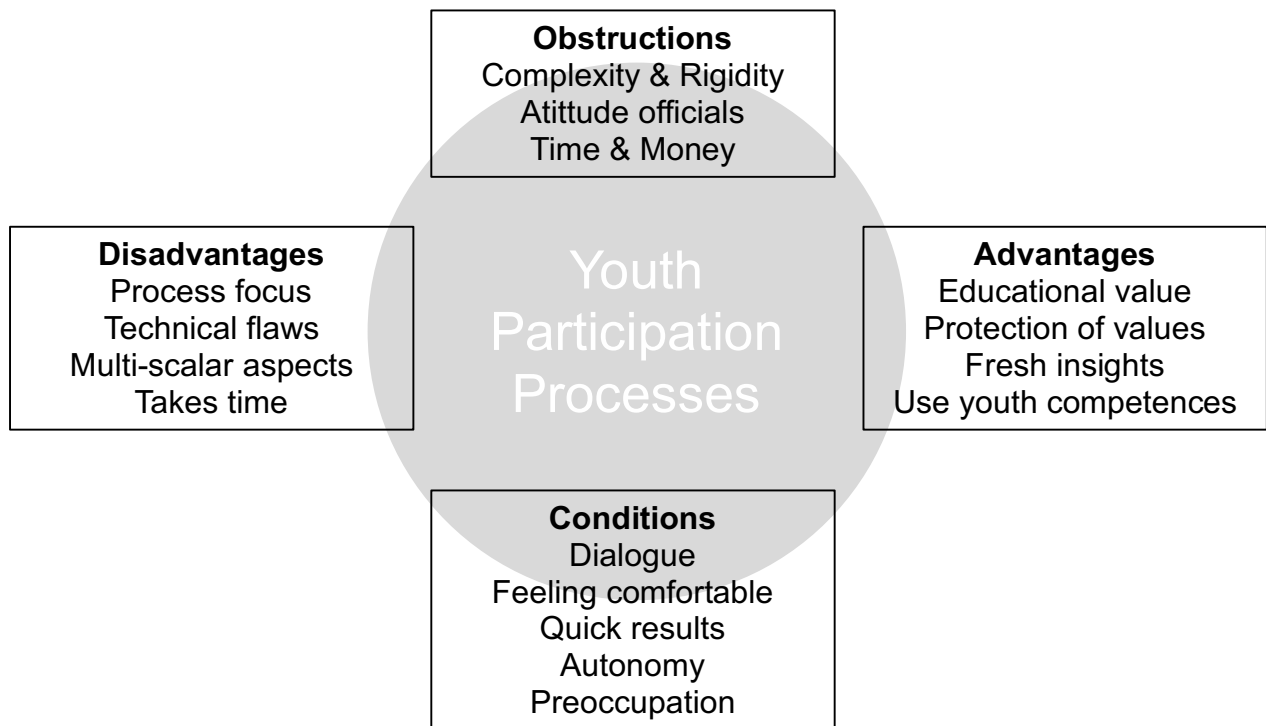 Obstructions
Complexity & Rigidity
Atittude officials
Time & Money
Disadvantages
Process focus
Technical flaws
Multi-scalar aspects
Takes time
Youth
Participation
Processes
Advantages
Educational value
Protection of values
Fresh insights
Use youth competences
Conditions
Dialogue
Feeling comfortable
Quick results
Autonomy
Preoccupation